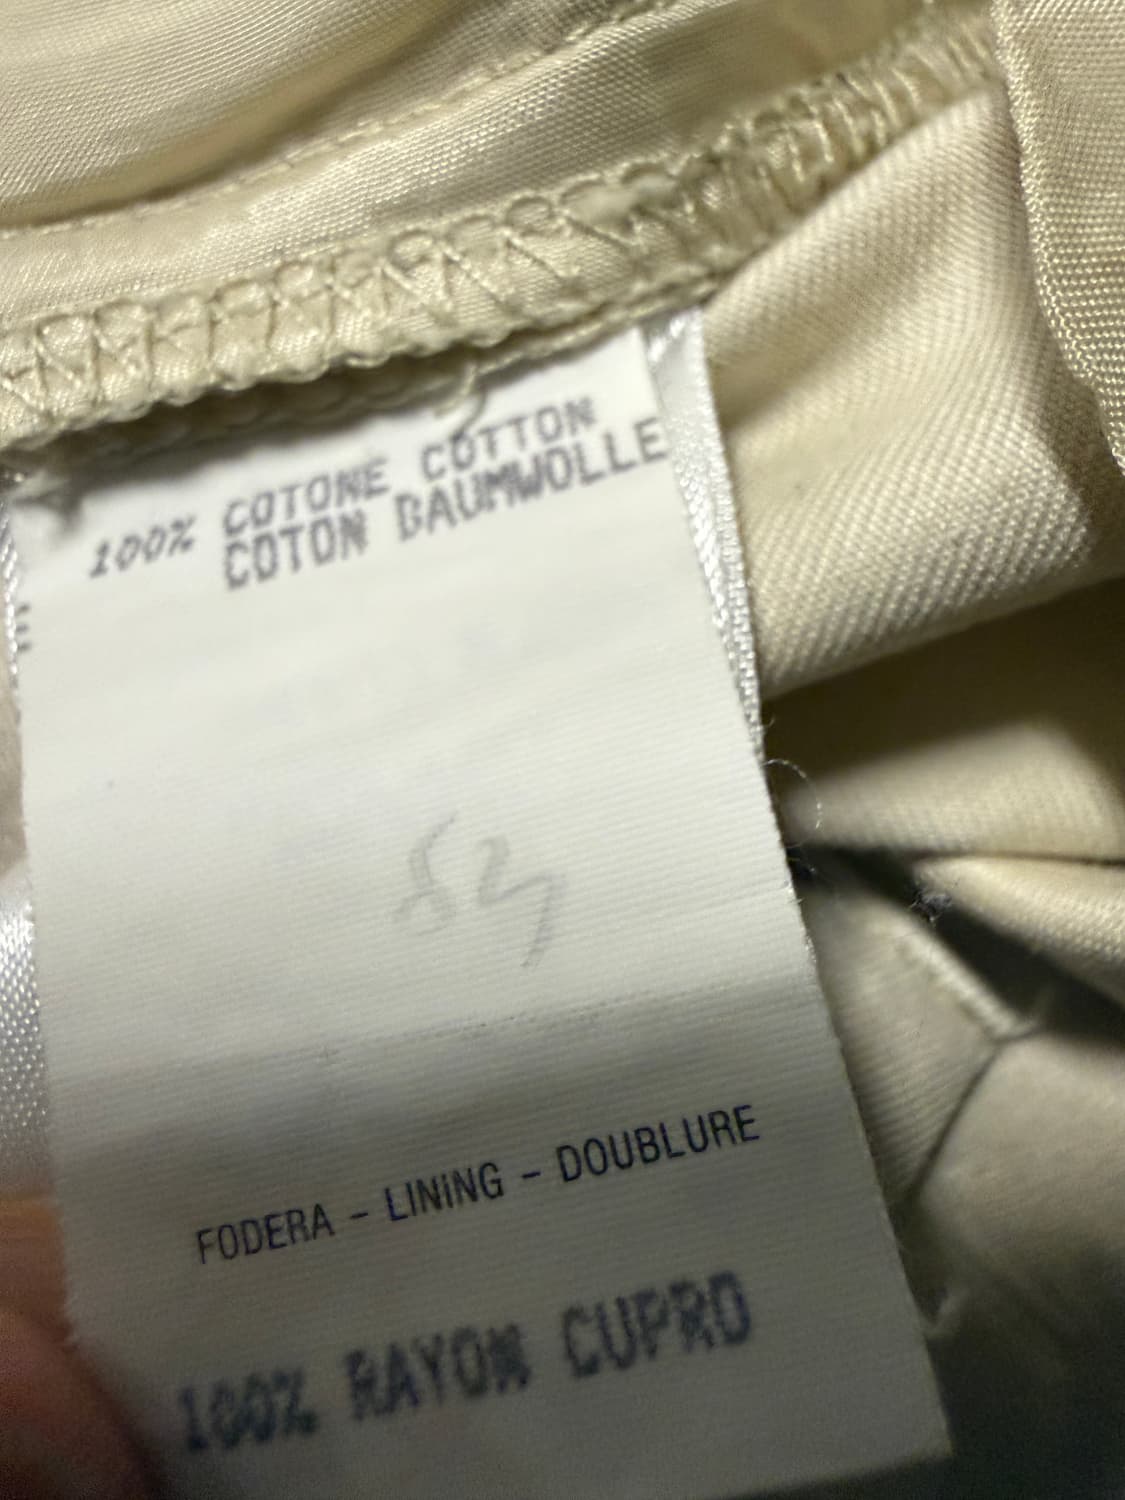 100% COTONE COTTON
COTON BAUMWOLLE
FODERA - LINING - DOUBLURE
100% RAYON CUPRO